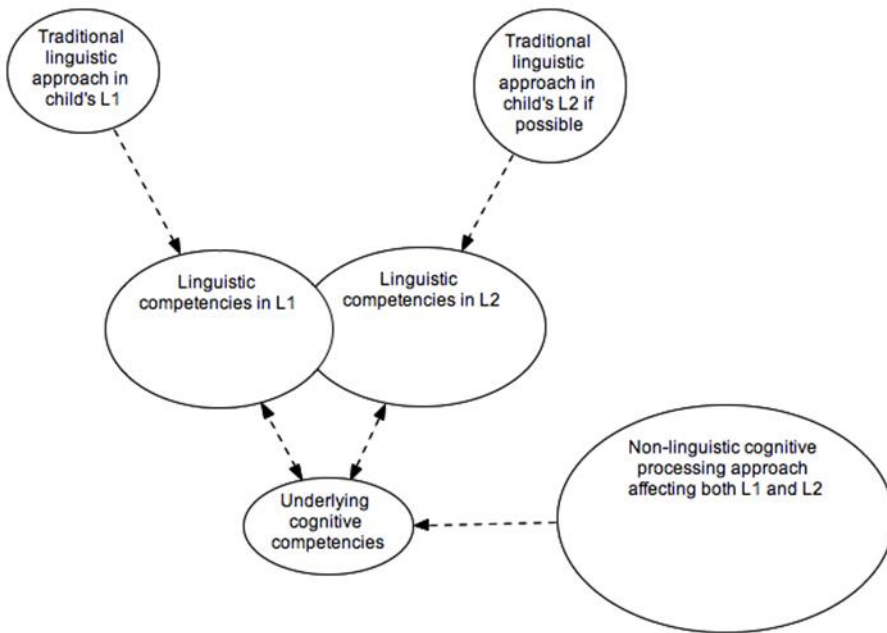 Traditional
linguistic
approach in
child's L1
Traditional
linguistic
approach in
child's L2 if
possible
Linguistic
competencies in L1
Linguistic
competencies in L2
Non-linguistic cognitive
processing approach
affecting both L1 and L2
Underlying
cognitive
competencies